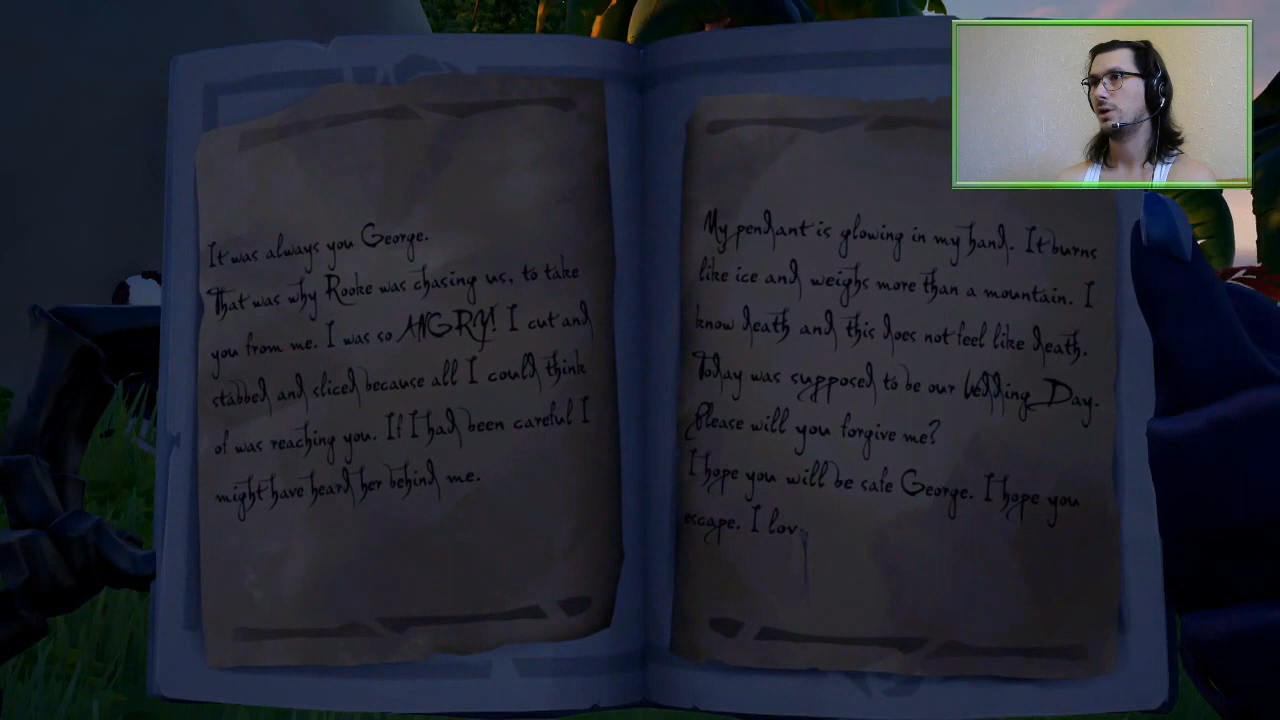 It was always you George.
That was why Rooke was chasing us, to take
you from me. I was so ANGRY! I cut and
stabbed and sliced because all I could think
of was reaching you. If I had been careful I
might have heard her behind me.
My pendant is glowing in my hand. It burns
like ice and weighs more than a mountain. I
know death and this does not feel like death.
Today was supposed to be our Wedding Day.
Please will you forgive me?
I hope you will be safe George. I hope you
escape. I lov